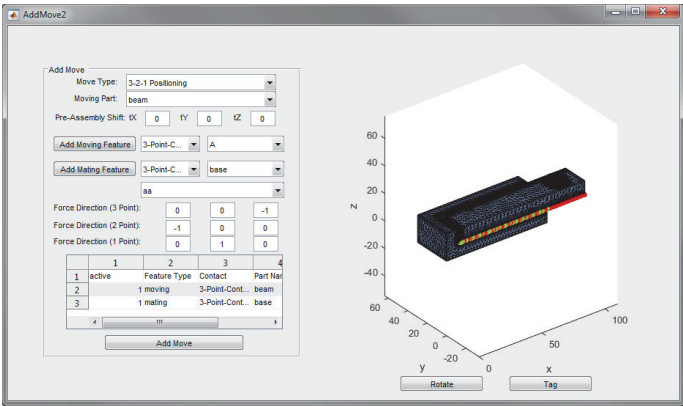 AddMove2
Add Move
Move Type: 3-2-1 Positioning
Moving Part: beam
Pre-Assembly Shift: tX 0 tY 0 tZ 0
Add Moving Feature 3-Point-C... A
Add Mating Feature 3-Point-C... base
aa
Force Direction (3 Point): 0 0 -1
Force Direction (2 Point): -1 0 0
Force Direction (1 Point): 0 1 0
1 2 3 4
1 active Feature Type Contact Part Nar
2 1 moving 3-Point-Cont... beam
3 1 mating 3-Point-Cont... base
Add Move
60
40
20
0
-20
-40
z
60
40
20
0
-20
y
0
50
100
x
Rotate Tag